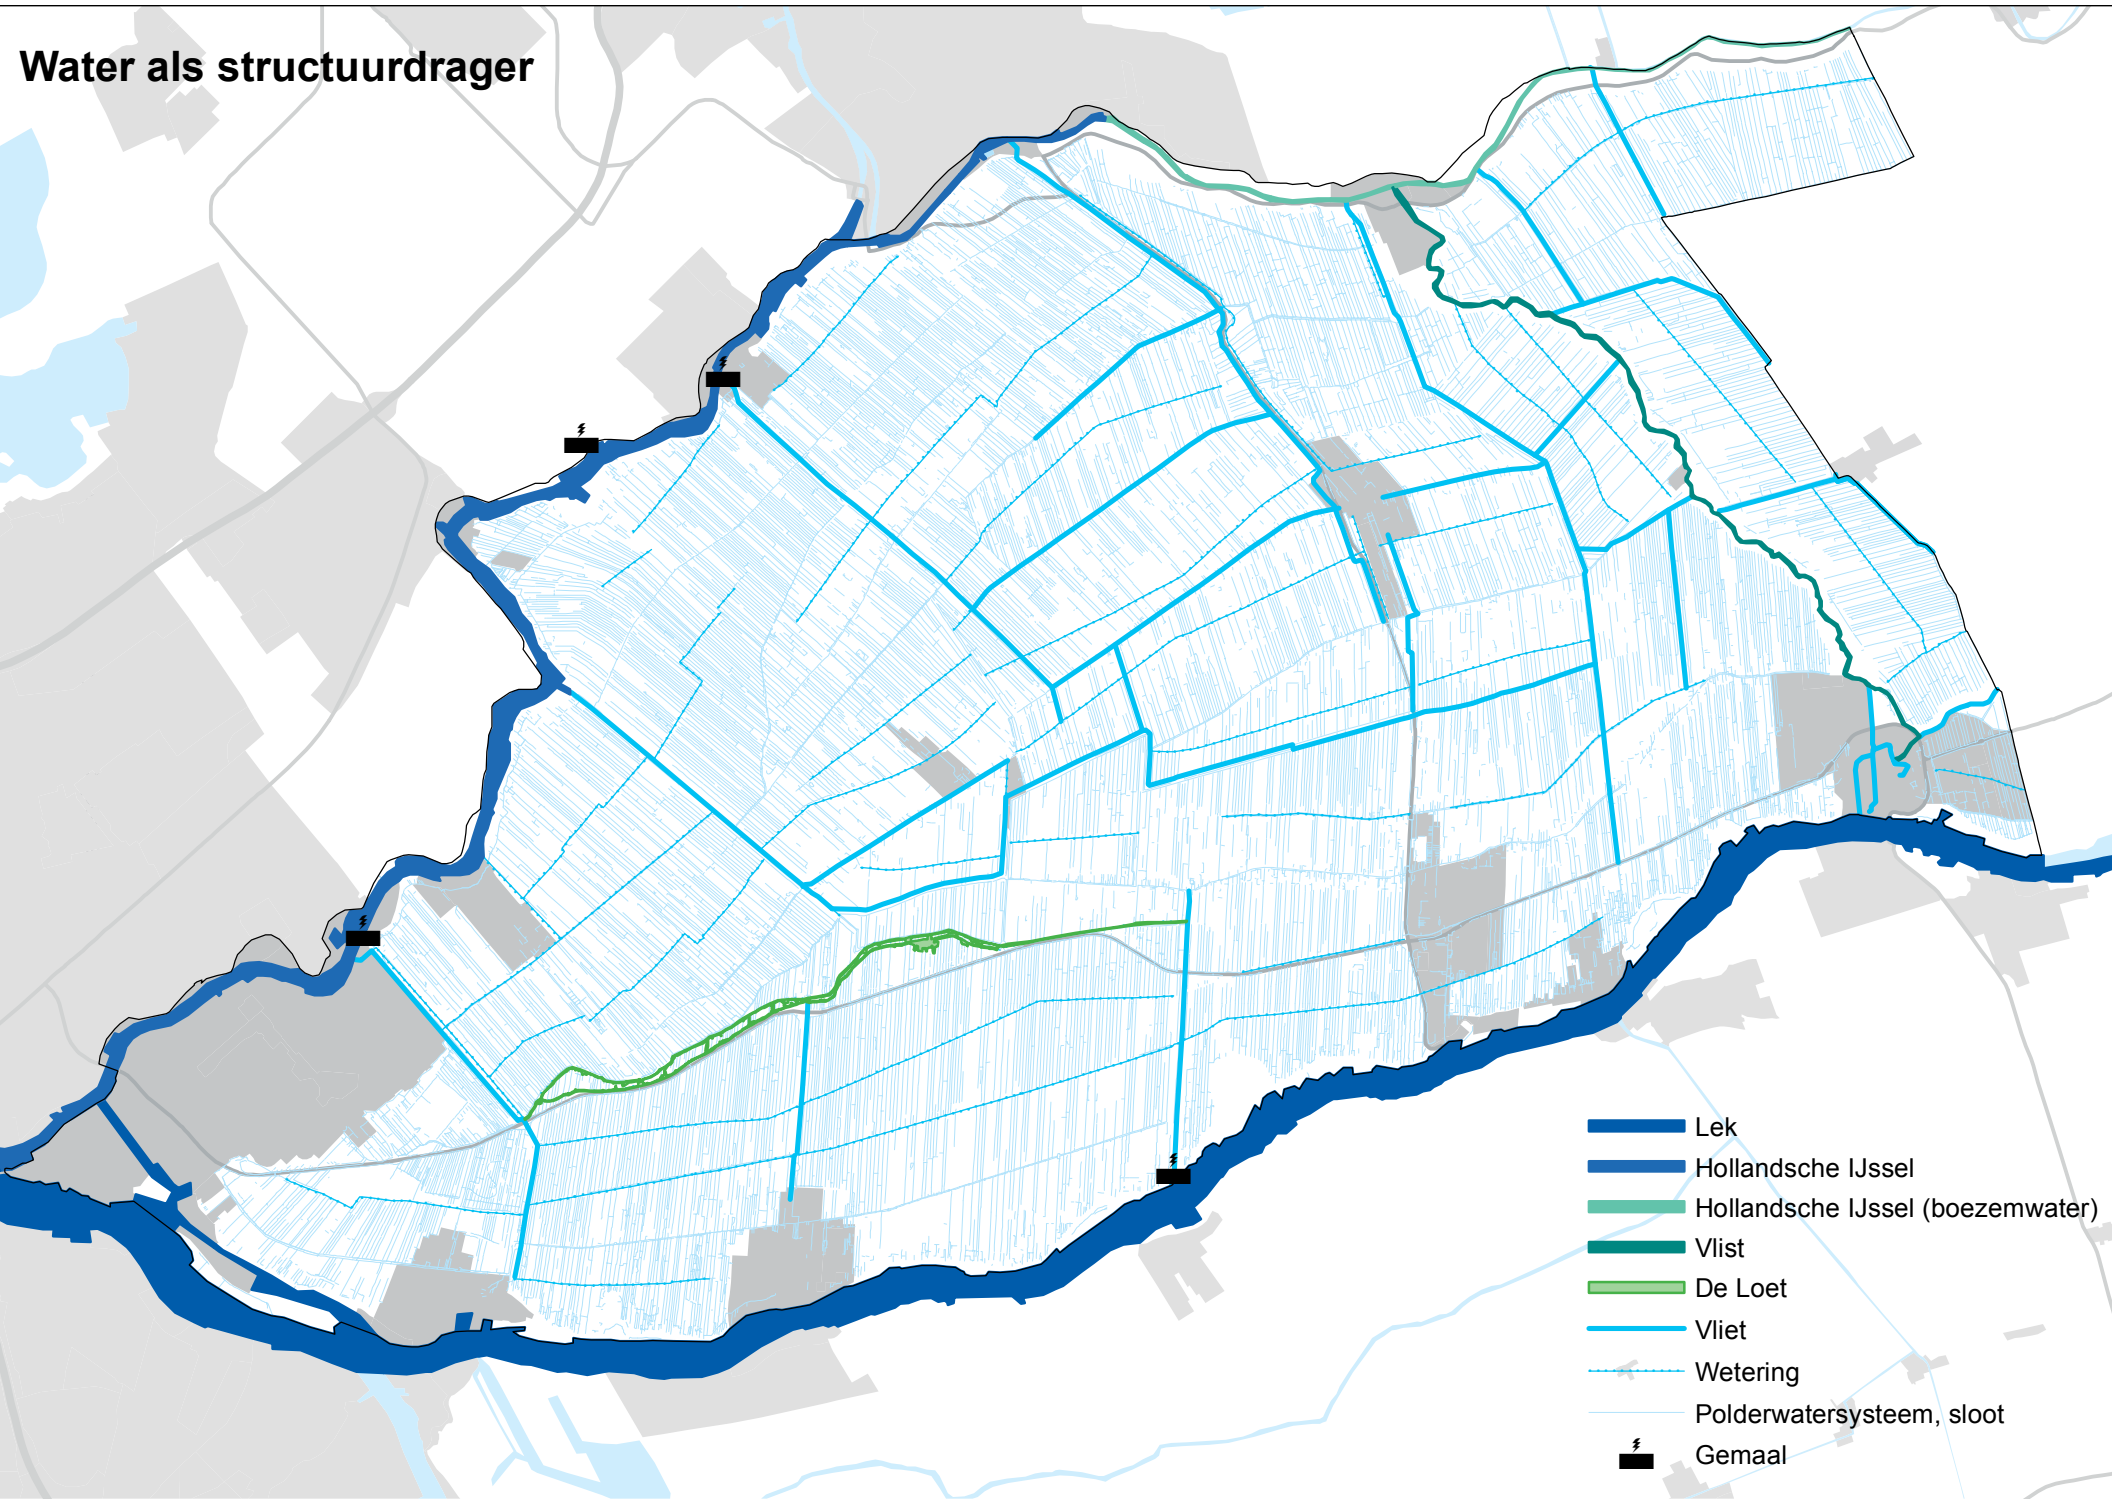 Water als structuurdrager
Lek
Hollandsche IJssel
Hollandsche IJssel (boezemwater)
Vlist
De Loet
Vliet
Wetering
Polderwatersysteem, sloot
Gemaal